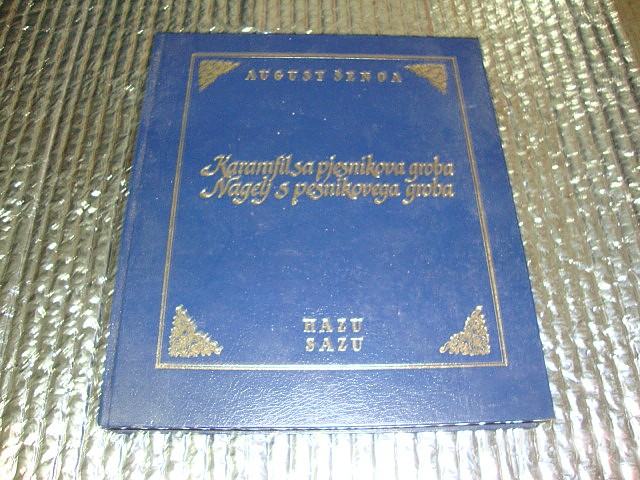 AUGUST ŠENOA
Karamfil sa pjesnikova groba
Nagelj s pesnikovega groba
HAZU
SAZU